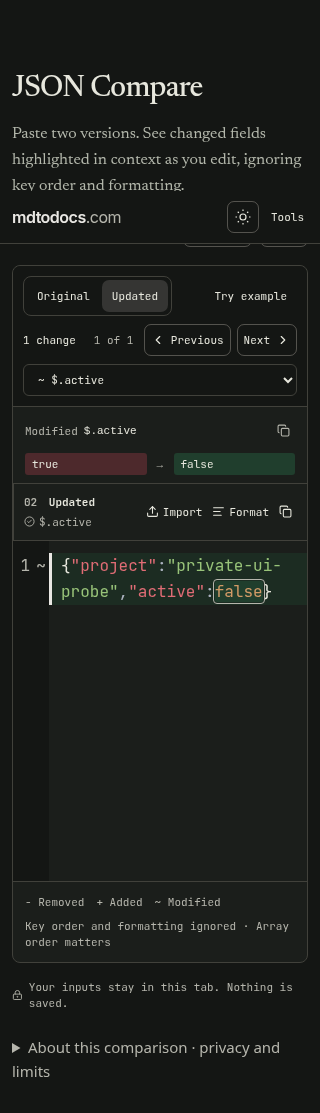 JSON Compare
Paste two versions. See changed fields
highlighted in context as you edit, ignoring
key order and formatting.
mdtodocs.com
Tools
Original Updated Try example
1 change 1 of 1 Previous Next
~ $.active
Modified $.active
true → false
02 Updated
$.active
Import Format
1 ~ {"project":"private-ui-
probe","active":false}
- Removed + Added ~ Modified
Key order and formatting ignored · Array
order matters
Your inputs stay in this tab. Nothing is
saved.
About this comparison · privacy and
limits